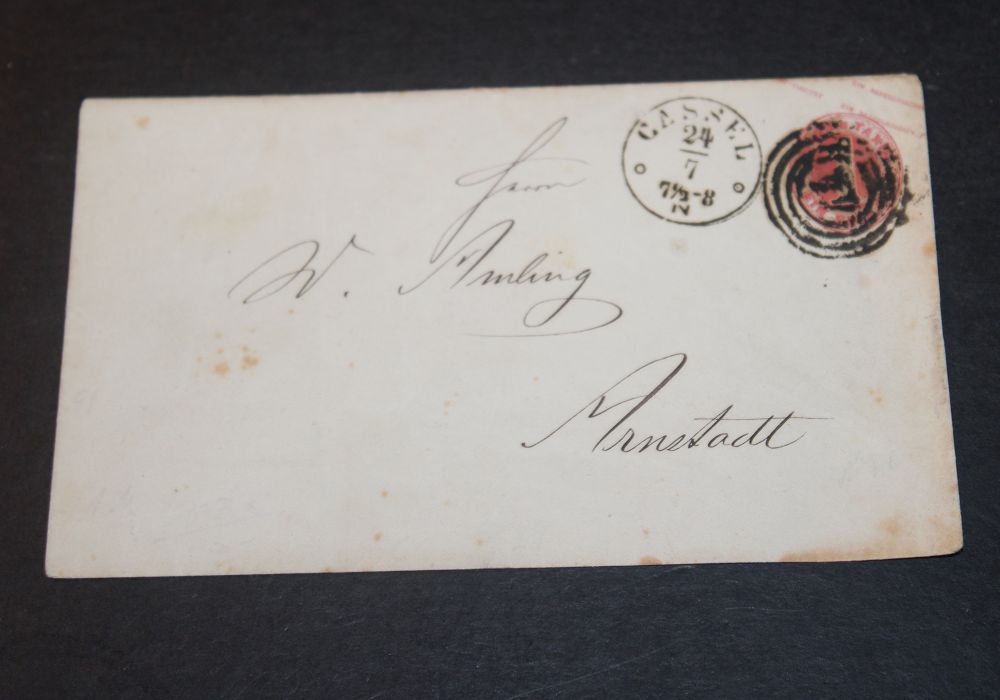 CASSEL
24
7
7½-8
N
Herrn
W. Amling
Arnstadt